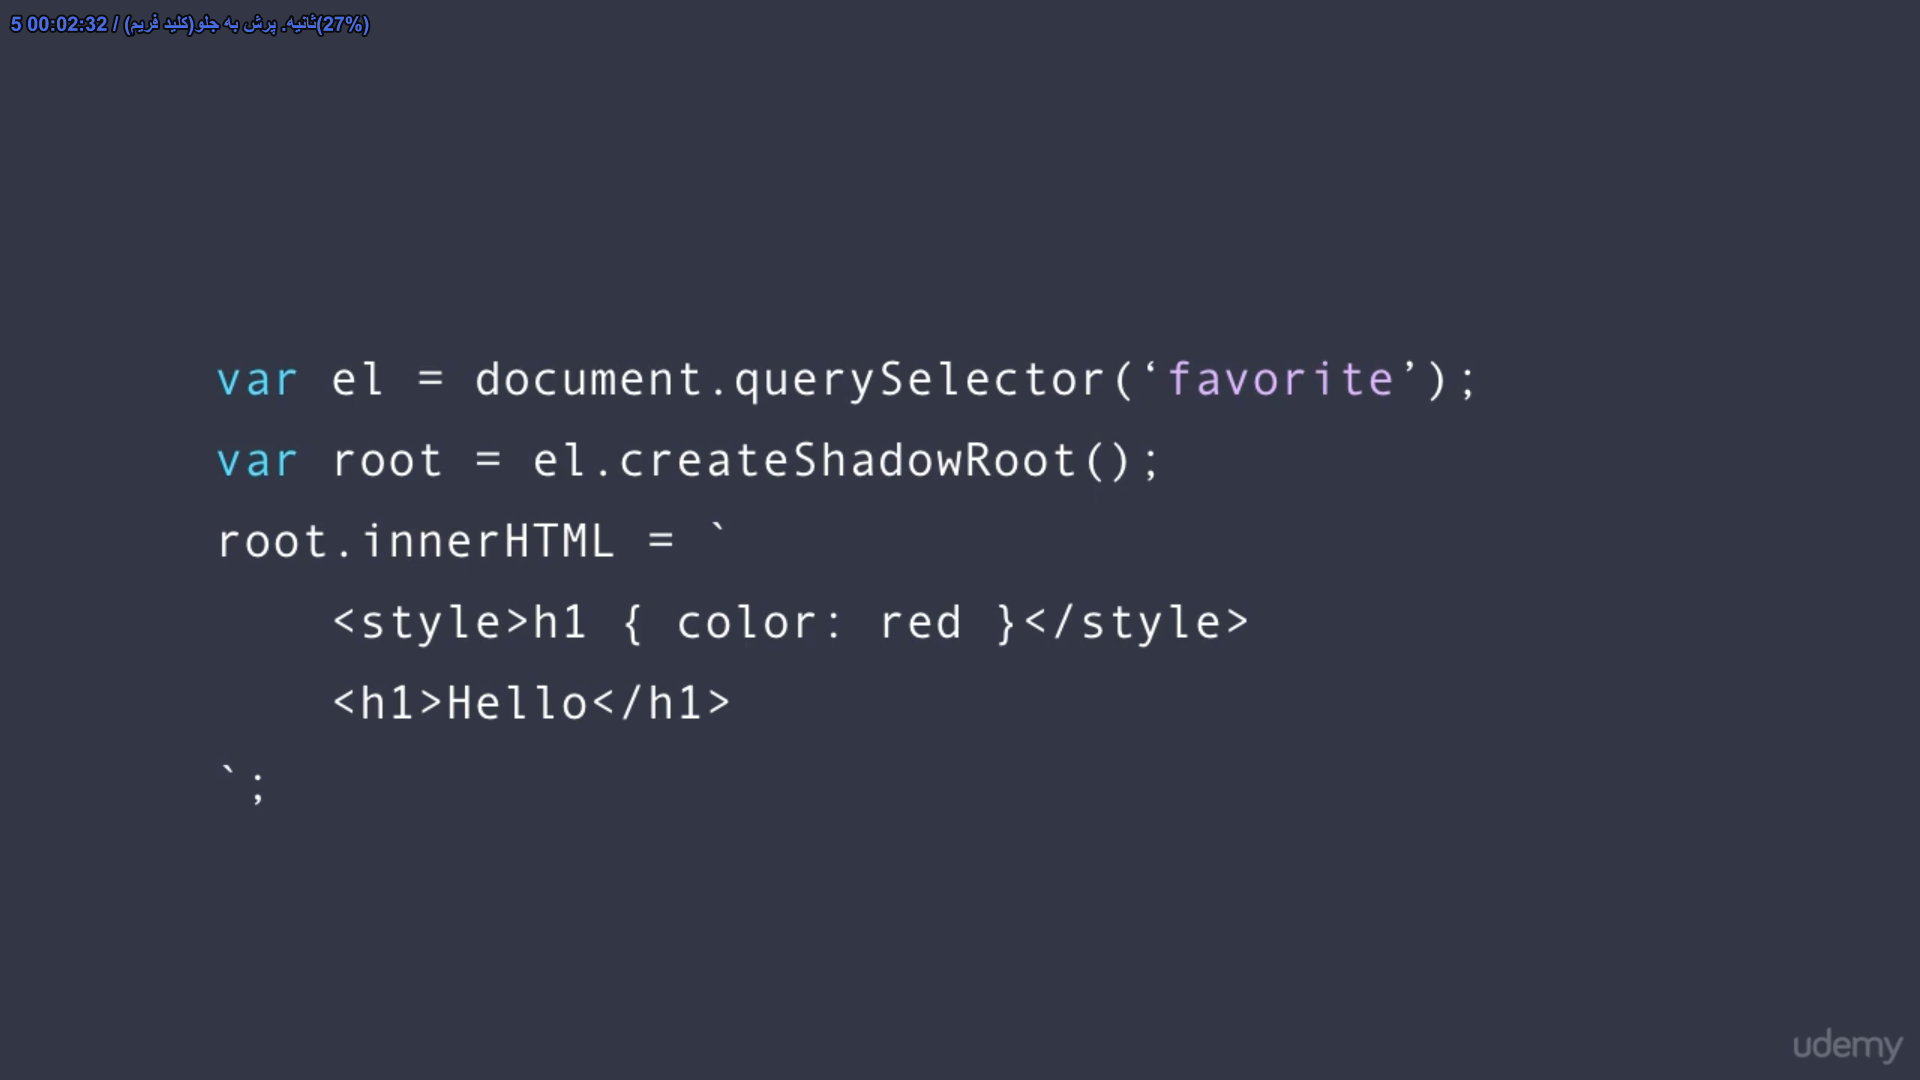 5 ثانیه. پرش به جلو(کلید فریم) / 00:02:32 (27%)
var el = document.querySelector(‘favorite’);
var root = el.createShadowRoot();
root.innerHTML = `
<style>h1 { color: red }</style>
<h1>Hello</h1>
`;
udemy